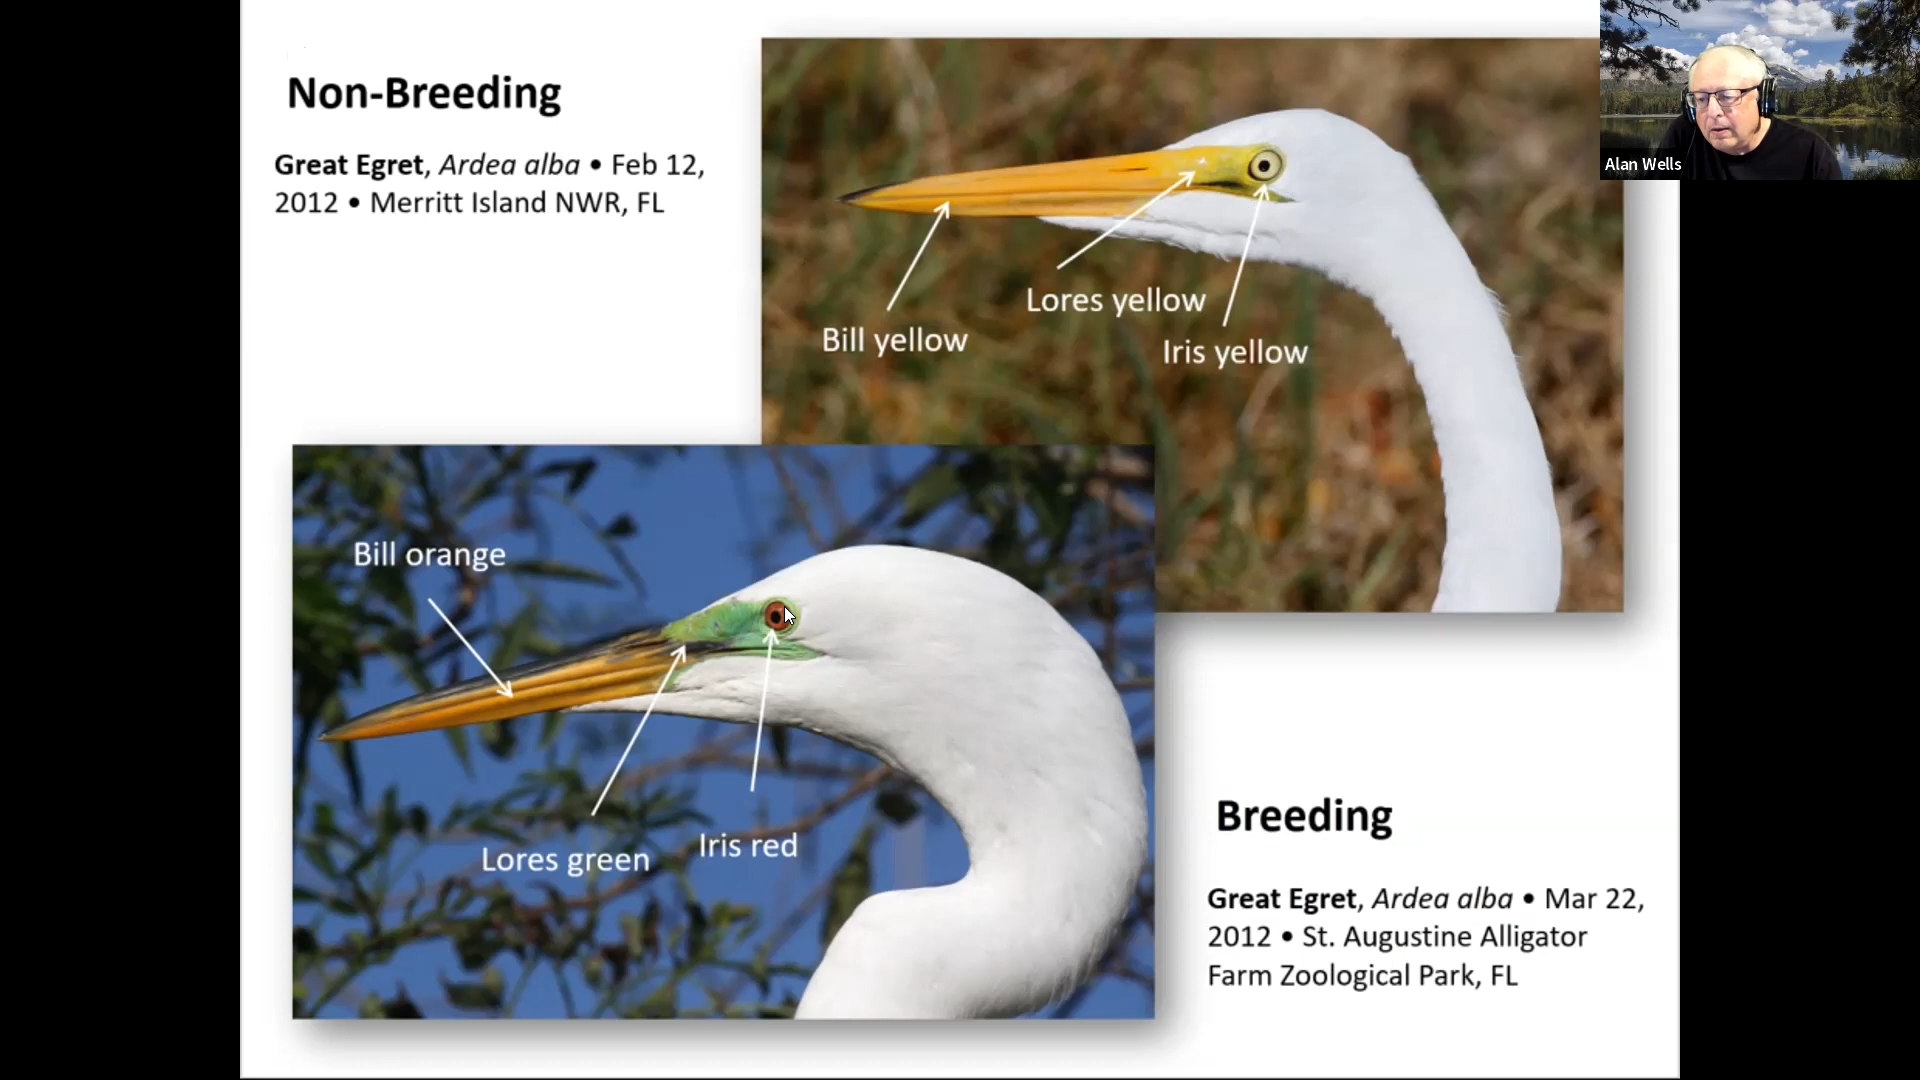 Non-Breeding
Great Egret, Ardea alba • Feb 12,
2012 • Merritt Island NWR, FL
Alan Wells
Lores yellow
Bill yellow
Iris yellow
Bill orange
Iris red
Lores green
Breeding
Great Egret, Ardea alba • Mar 22,
2012 • St. Augustine Alligator
Farm Zoological Park, FL